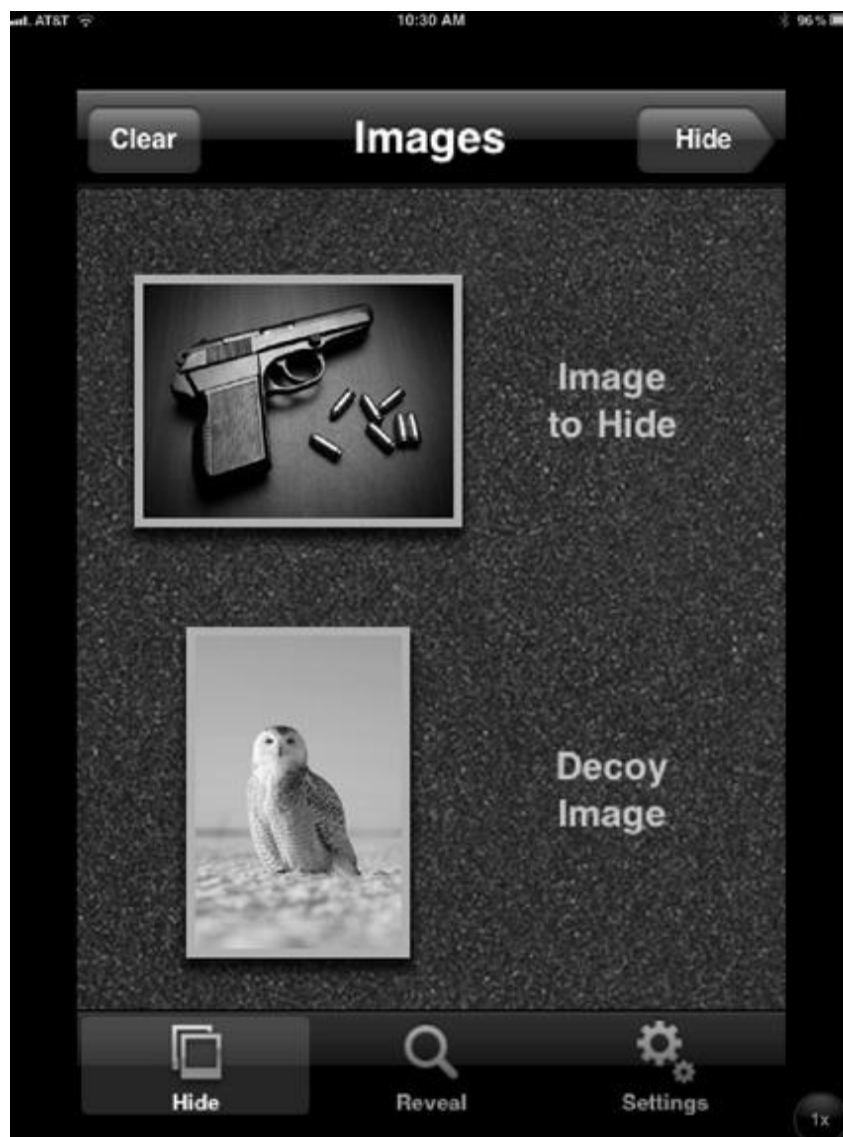 AT&T 10:30 AM 96%
Clear Images Hide
Image
to Hide
Decoy
Image
Hide Reveal Settings
1x